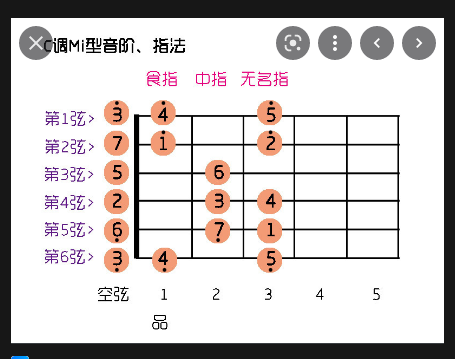 C调Mi型音阶、指法
食指 中指 无名指
第1弦> 3 4 5
第2弦> 7 1 2
第3弦> 5 6
第4弦> 2 3 4
第5弦> 6 7 1
第6弦> 3 4 5
空弦 1 2 3 4 5
品